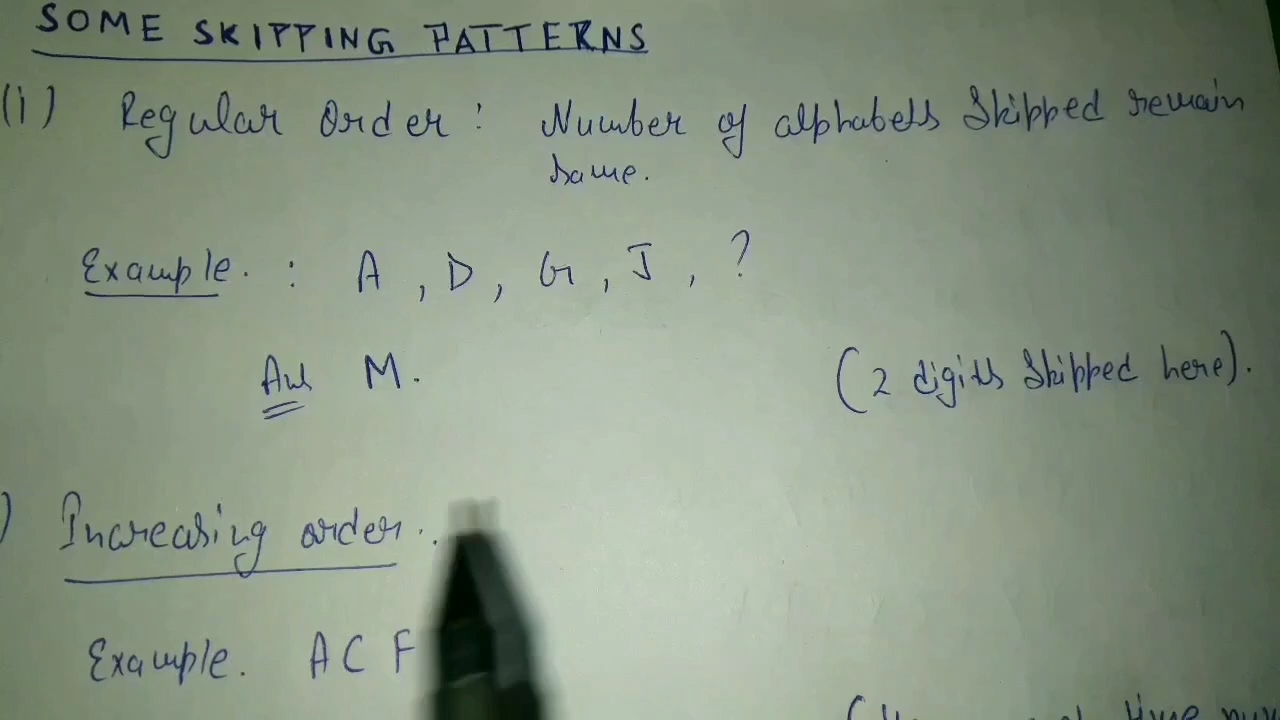 SOME SKIPPING PATTERNS
(i) Regular Order: Number of alphabets skipped remain
same.
Example. : A, D, G, J, ?
Ans M.
(2 digits skipped here).
) Increasing order.
Example. A C F